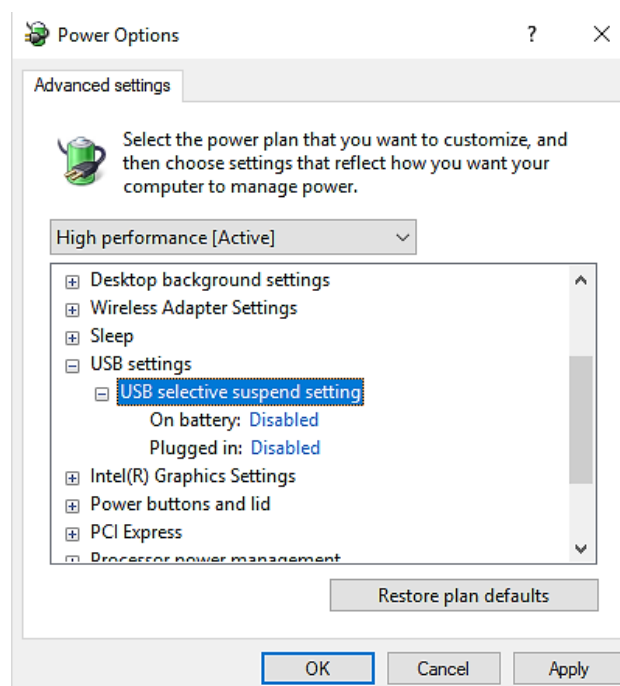 Power Options
?
Advanced settings
Select the power plan that you want to customize, and
then choose settings that reflect how you want your
computer to manage power.
High performance [Active]
Desktop background settings
Wireless Adapter Settings
Sleep
USB settings
USB selective suspend setting
On battery: Disabled
Plugged in: Disabled
Intel(R) Graphics Settings
Power buttons and lid
PCI Express
Processor power management
Restore plan defaults
OK Cancel Apply